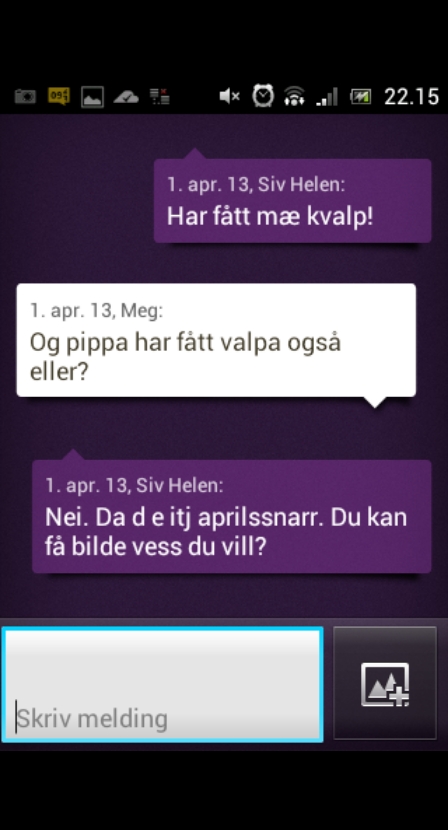 22.15
1. apr. 13, Siv Helen:
Har fått mæ kvalp!
1. apr. 13, Meg:
Og pippa har fått valpa også
eller?
1. apr. 13, Siv Helen:
Nei. Da d e itj aprilssnarr. Du kan
få bilde vess du vill?
Skriv melding